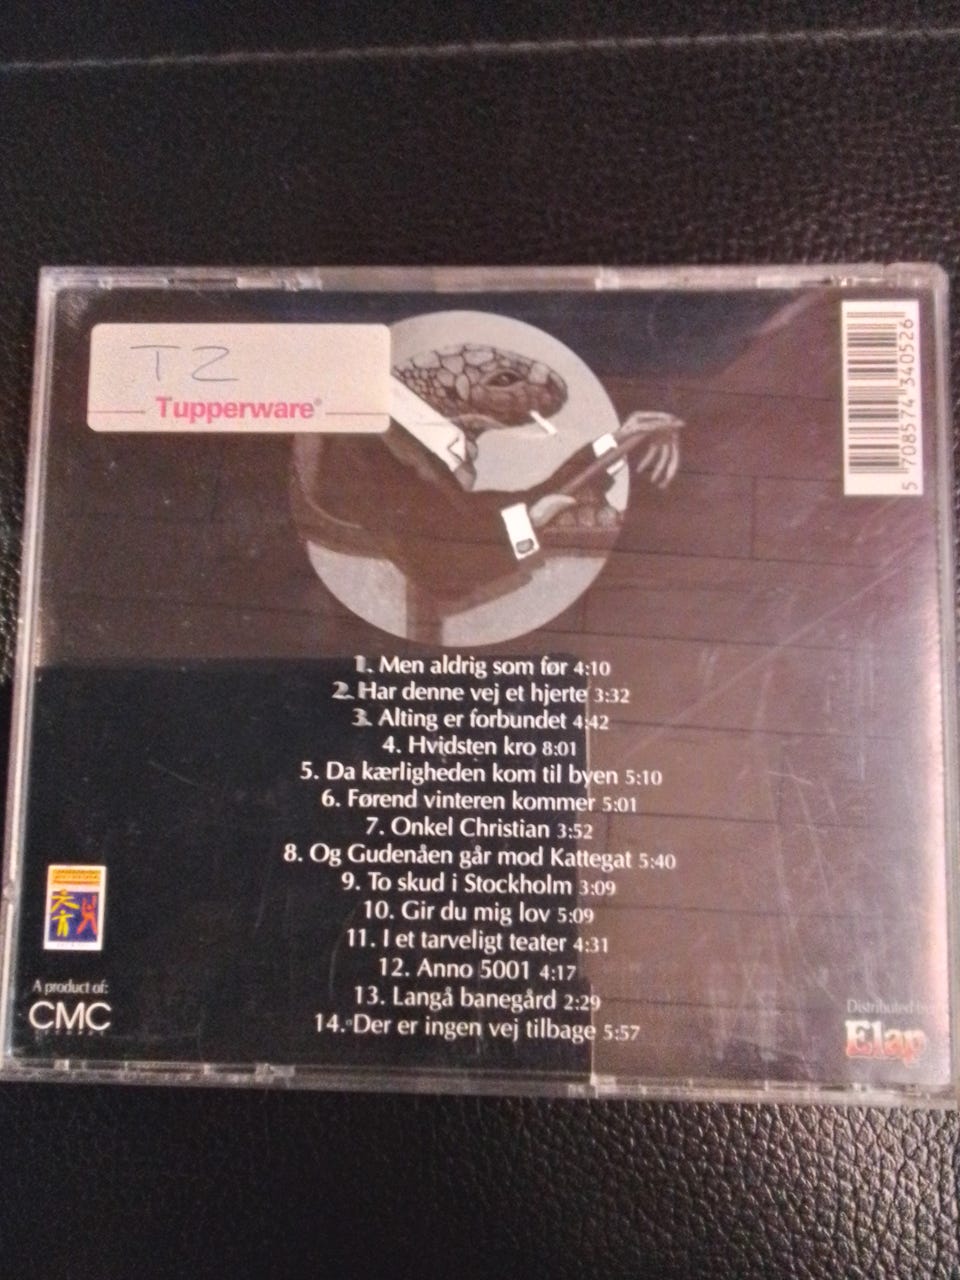 T2
Tupperware®
5 708574 340526
1. Men aldrig som før 4:10
2. Har denne vej et hjerte 3:32
3. Alting er forbundet 4:42
4. Hvidsten kro 8:01
5. Da kærligheden kom til byen 5:10
6. Førend vinteren kommer 5:01
7. Onkel Christian 3:52
8. Og Gudenåen går mod Kattegat 5:40
9. To skud i Stockholm 3:09
10. Gir du mig lov 5:09
11. I et tarveligt teater 4:31
12. Anno 5001 4:17
13. Langå banegård 2:29
14. Der er ingen vej tilbage 5:57
A product of:
CMC
Distributed by
Elap